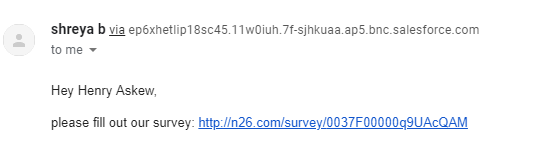 shreya b via ep6xhetlip18sc45.11w0iuh.7f-sjhkuaa.ap5.bnc.salesforce.com
to me
Hey Henry Askew,
please fill out our survey: http://n26.com/survey/0037F00000q9UAcQAM